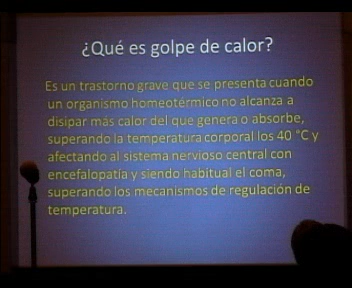 ¿Qué es golpe de calor?
Es un trastorno grave que se presenta cuando
un organismo homeotérmico no alcanza a
disipar más calor del que genera o absorbe,
superando la temperatura corporal los 40 °C y
afectando al sistema nervioso central con
encefalopatía y siendo habitual el coma,
superando los mecanismos de regulación de
temperatura.